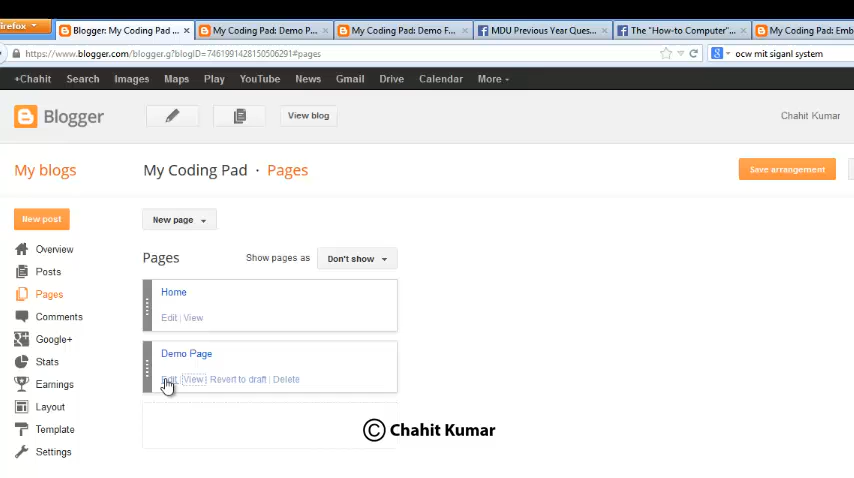 irefox
Blogger: My Coding Pad ... × My Coding Pad: Demo P... × My Coding Pad: Demo F... × MDU Previous Year Ques... × The "How-to Computer"... × My Coding Pad: Emb
https://www.blogger.com/blogger.g?blogID=7461991428150506291#pages
ocw mit siganl system
+Chahit Search Images Maps Play YouTube News Gmail Drive Calendar More
Blogger View blog Chahit Kumar
My blogs My Coding Pad · Pages Save arrangement
New post New page
Overview
Posts
Pages
Comments
Google+
Stats
Earnings
Layout
Template
Settings
Pages Show pages as Don't show
Home
Edit | View
Demo Page
Edit | View | Revert to draft | Delete
© Chahit Kumar